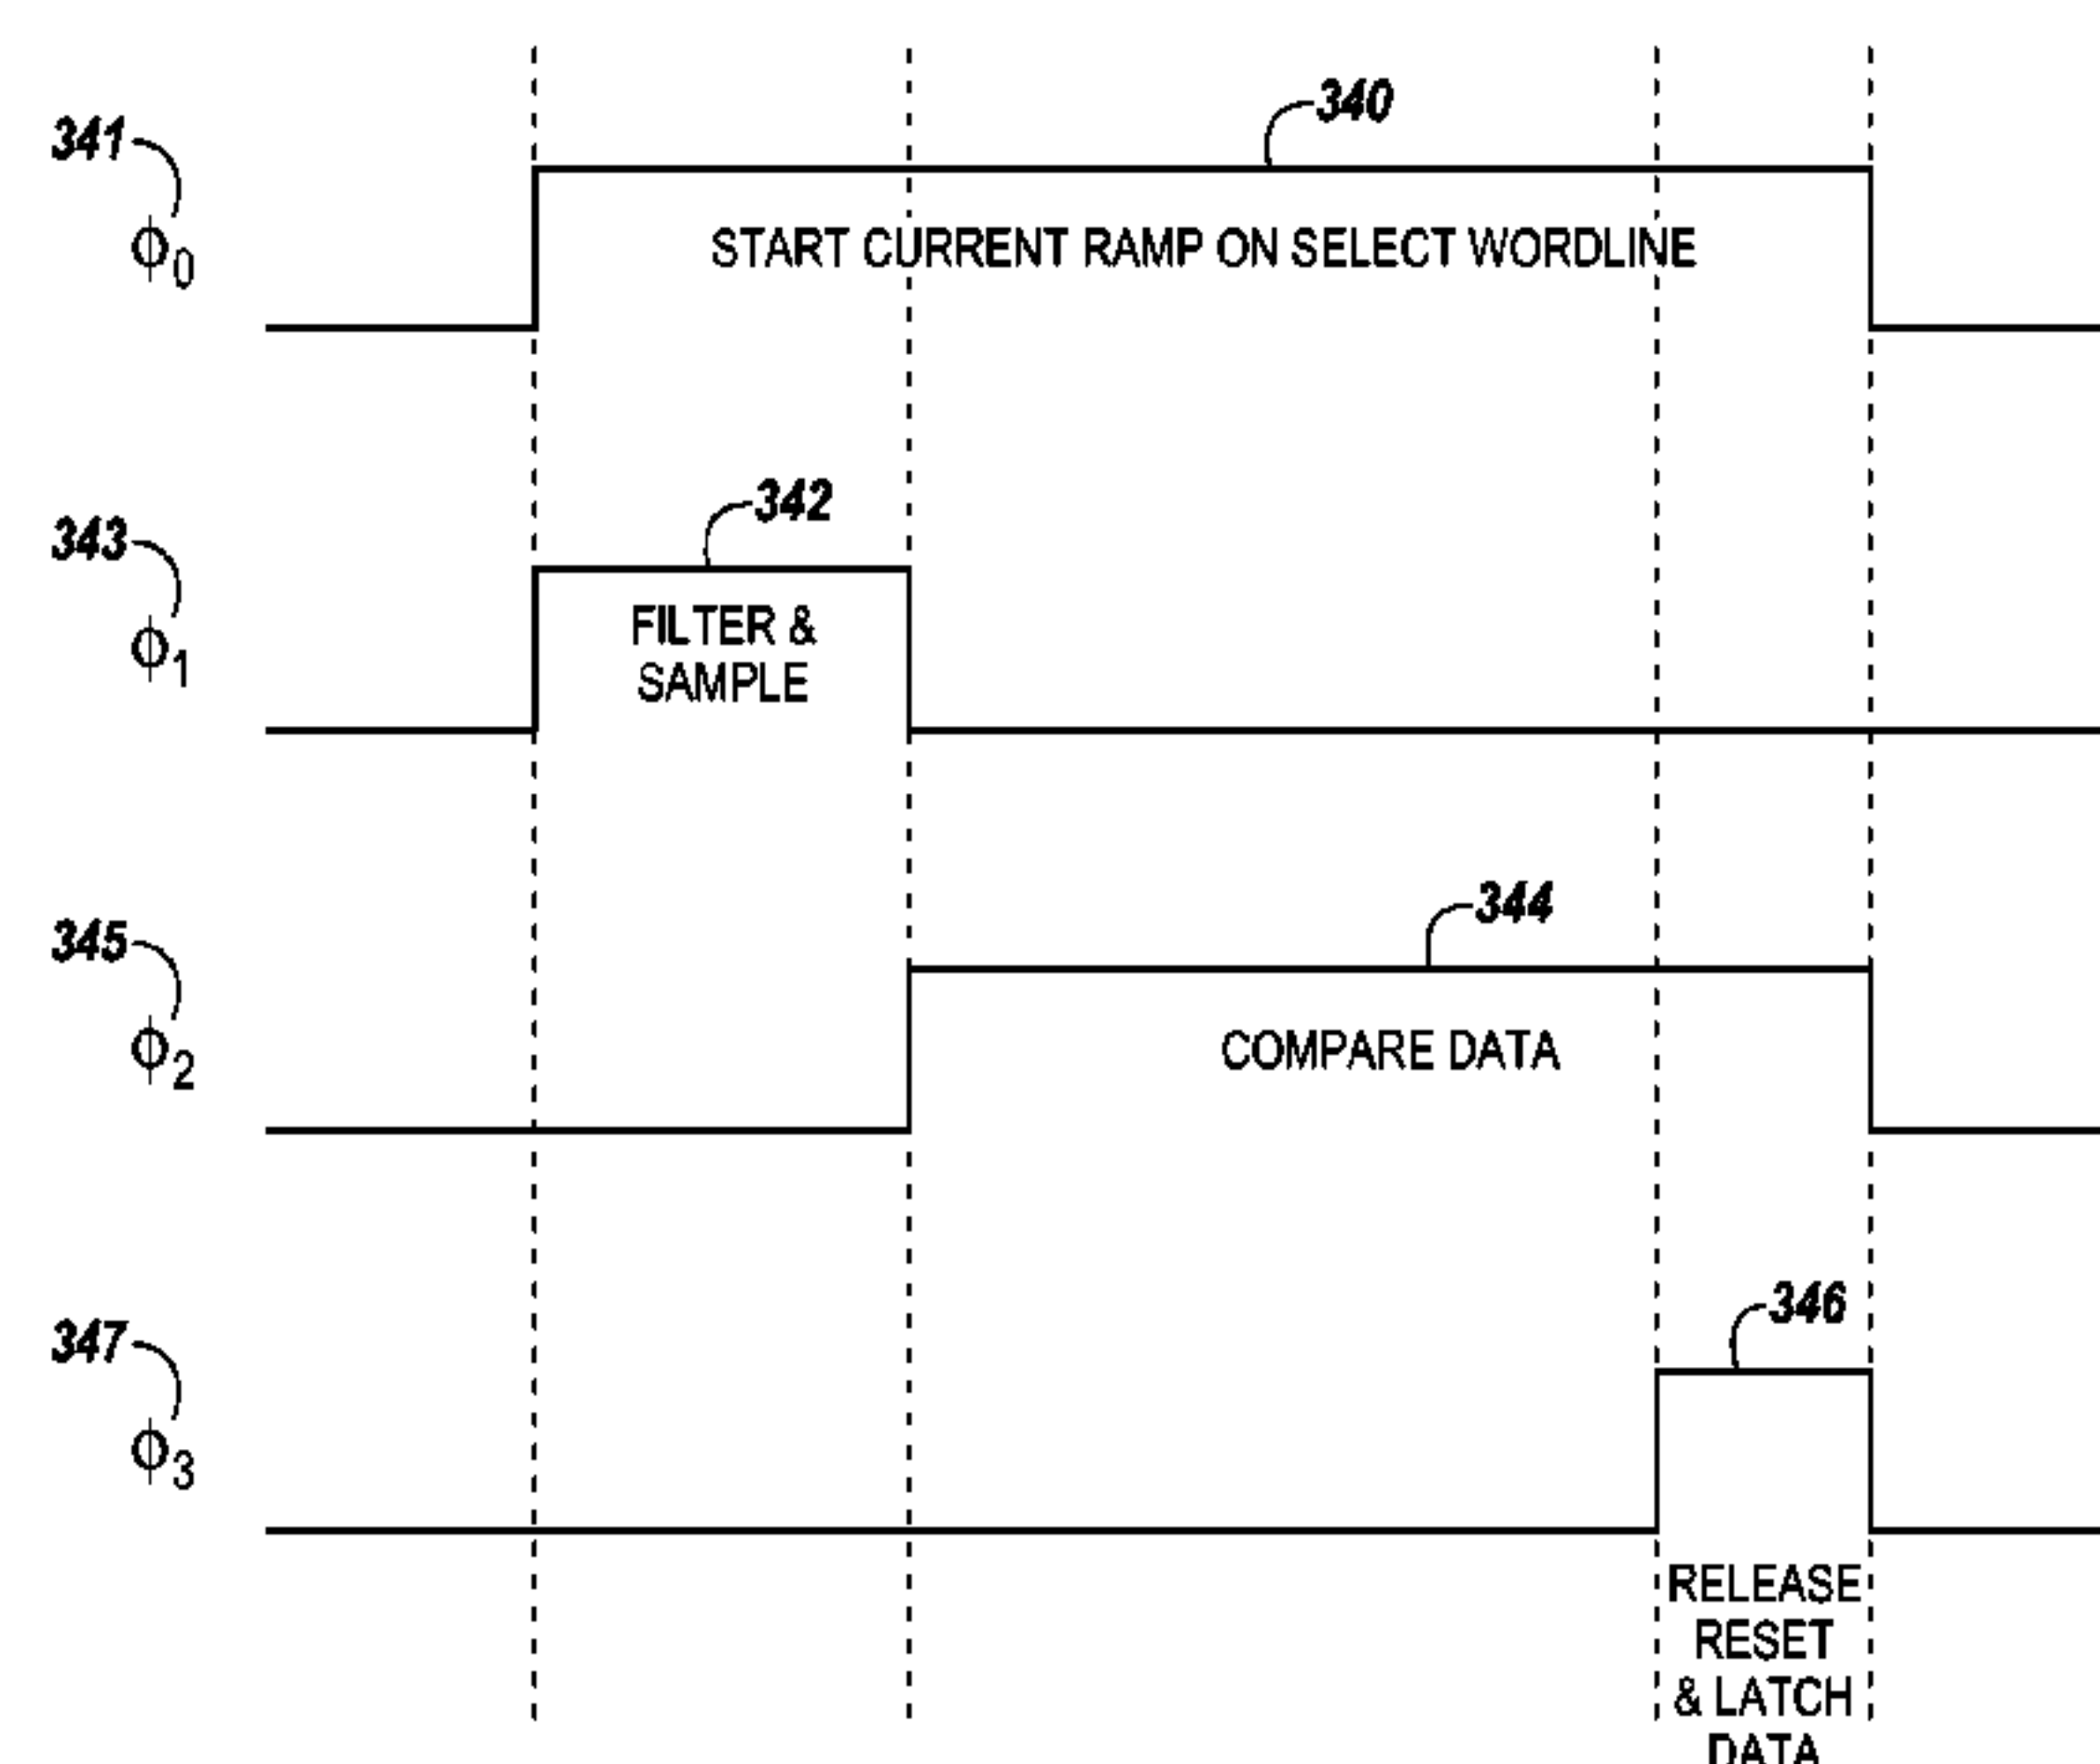 340
341
Φ0
START CURRENT RAMP ON SELECT WORDLINE
342
343
Φ1
FILTER &
SAMPLE
344
345
Φ2
COMPARE DATA
346
347
Φ3
RELEASE
RESET
& LATCH
DATA